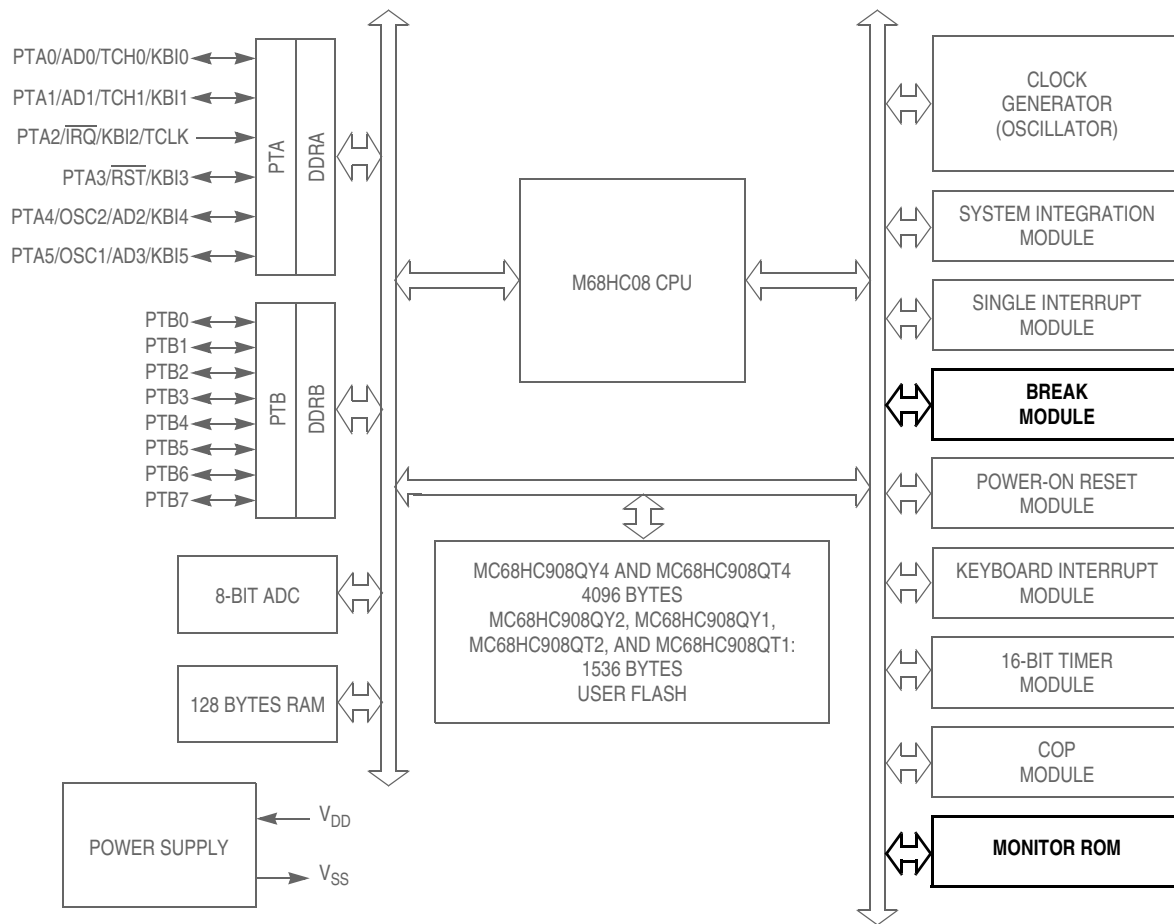 PTA0/AD0/TCH0/KBI0
PTA1/AD1/TCH1/KBI1
PTA2/I̅R̅Q̅/KBI2/TCLK
PTA3/R̅S̅T̅/KBI3
PTA4/OSC2/AD2/KBI4
PTA5/OSC1/AD3/KBI5
PTA
DDRA
PTB0
PTB1
PTB2
PTB3
PTB4
PTB5
PTB6
PTB7
PTB
DDRB
8-BIT ADC
128 BYTES RAM
POWER SUPPLY
VDD
VSS
M68HC08 CPU
MC68HC908QY4 AND MC68HC908QT4
4096 BYTES
MC68HC908QY2, MC68HC908QY1,
MC68HC908QT2, AND MC68HC908QT1:
1536 BYTES
USER FLASH
CLOCK
GENERATOR
(OSCILLATOR)
SYSTEM INTEGRATION
MODULE
SINGLE INTERRUPT
MODULE
BREAK
MODULE
POWER-ON RESET
MODULE
KEYBOARD INTERRUPT
MODULE
16-BIT TIMER
MODULE
COP
MODULE
MONITOR ROM